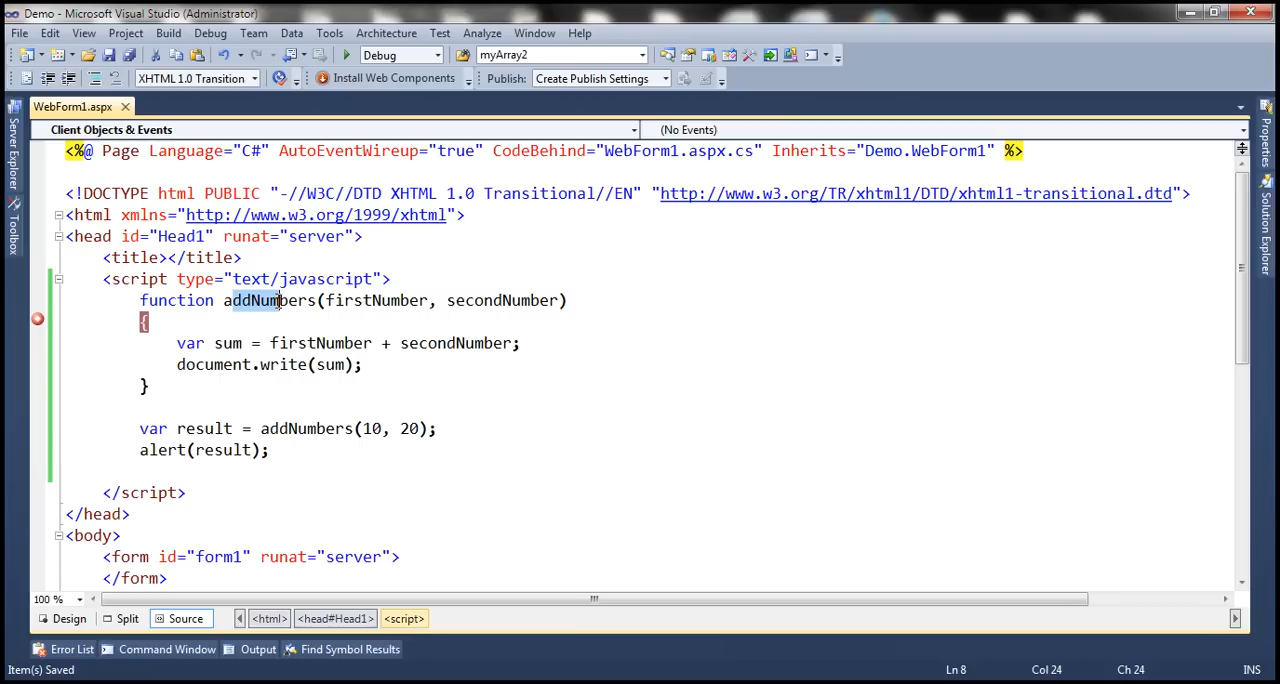 Demo - Microsoft Visual Studio (Administrator)
File Edit View Project Build Debug Team Data Tools Architecture Test Analyze Window Help
Debug myArray2
XHTML 1.0 Transition Install Web Components Publish: Create Publish Settings
WebForm1.aspx
Client Objects & Events (No Events)
<%@ Page Language="C#" AutoEventWireup="true" CodeBehind="WebForm1.aspx.cs" Inherits="Demo.WebForm1" %>
<!DOCTYPE html PUBLIC "-//W3C//DTD XHTML 1.0 Transitional//EN" "http://www.w3.org/TR/xhtml1/DTD/xhtml1-transitional.dtd">
<html xmlns="http://www.w3.org/1999/xhtml">
<head id="Head1" runat="server">
<title></title>
<script type="text/javascript">
function addNumbers(firstNumber, secondNumber)
{
var sum = firstNumber + secondNumber;
document.write(sum);
}
var result = addNumbers(10, 20);
alert(result);
</script>
</head>
<body>
<form id="form1" runat="server">
</form>
100 %
Design Split Source <html> <head#Head1> <script>
Error List Command Window Output Find Symbol Results
Item(s) Saved Ln 8 Col 24 Ch 24 INS
Server Explorer
Toolbox
Properties
Solution Explorer